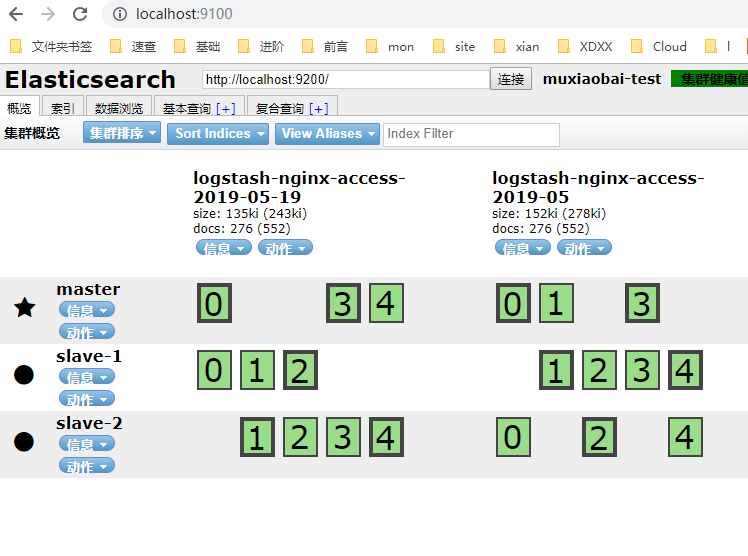 localhost:9100
文件夹书签 速查 基础 进阶 前言 mon site xian XDXX Cloud l
Elasticsearch http://localhost:9200/ 连接 muxiaobai-test 集群健康值
概览 索引 数据浏览 基本查询 [+] 复合查询 [+]
集群概览 集群排序 Sort Indices View Aliases Index Filter
logstash-nginx-access-2019-05-19
size: 135ki (243ki)
docs: 276 (552)
信息 动作
logstash-nginx-access-2019-05
size: 152ki (278ki)
docs: 276 (552)
信息 动作
master
信息
动作
0 3 4 0 1 3
slave-1
信息
动作
0 1 2 1 2 3 4
slave-2
信息
动作
1 2 3 4 0 2 4